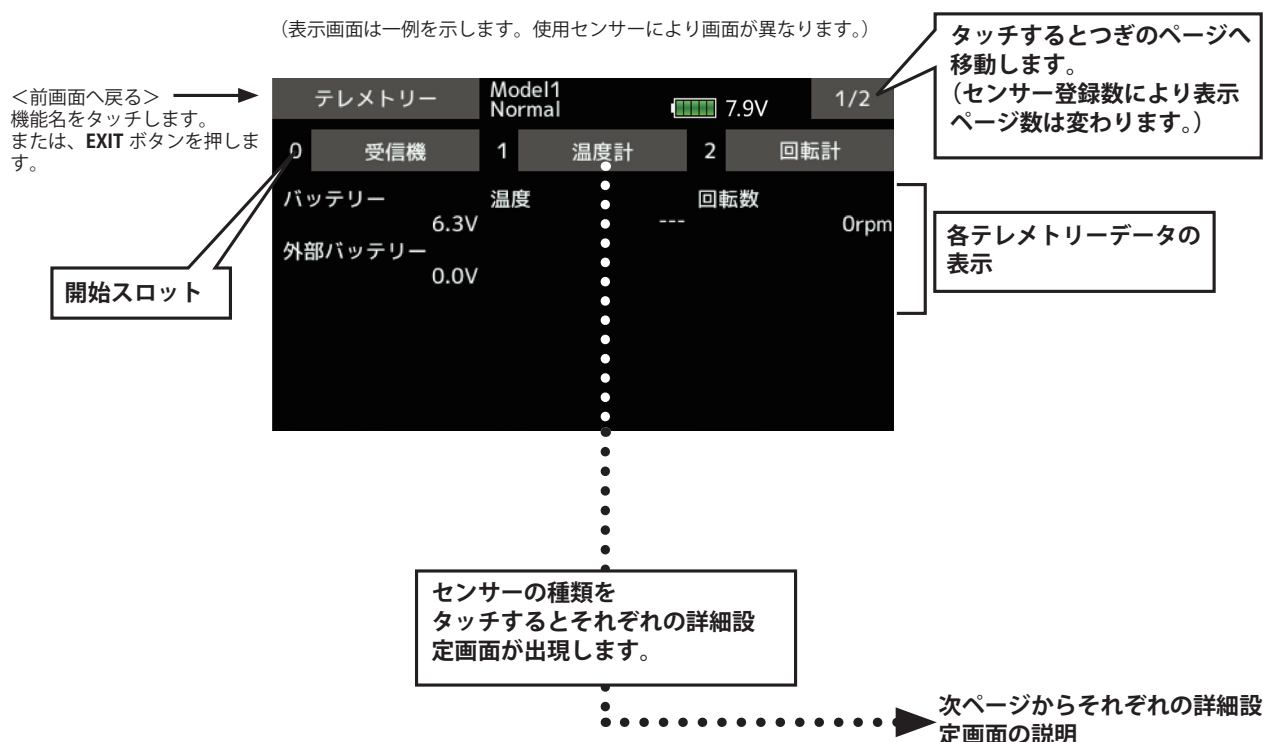 （表示画面は一例を示します。使用センサーにより画面が異なります。）
タッチするとつぎのページへ
移動します。
（センサー登録数により表示
ページ数は変わります。）
＜前画面へ戻る＞
機能名をタッチします。
または、EXIT ボタンを押しま
す。
テレメトリー
Model1
Normal
7.9V
1/2
0 受信機 1 温度計 2 回転計
バッテリー 温度 回転数
6.3V --- 0rpm
外部バッテリー
0.0V
各テレメトリーデータの
表示
開始スロット
センサーの種類を
タッチするとそれぞれの詳細設
定画面が出現します。
次ページからそれぞれの詳細設
定画面の説明